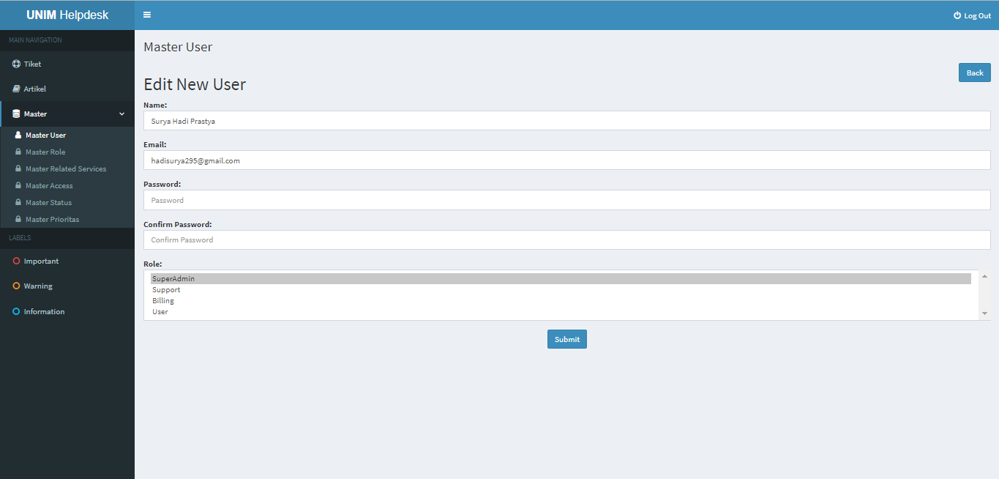 UNIM Helpdesk
Log Out
MAIN NAVIGATION
Tiket
Artikel
Master
Master User
Master Role
Master Related Services
Master Access
Master Status
Master Prioritas
LABELS
Important
Warning
Information
Master User
Back
Edit New User
Name:
Surya Hadi Prastya
Email:
hadisurya295@gmail.com
Password:
Password
Confirm Password:
Confirm Password
Role:
SuperAdmin
Support
Billing
User
Submit